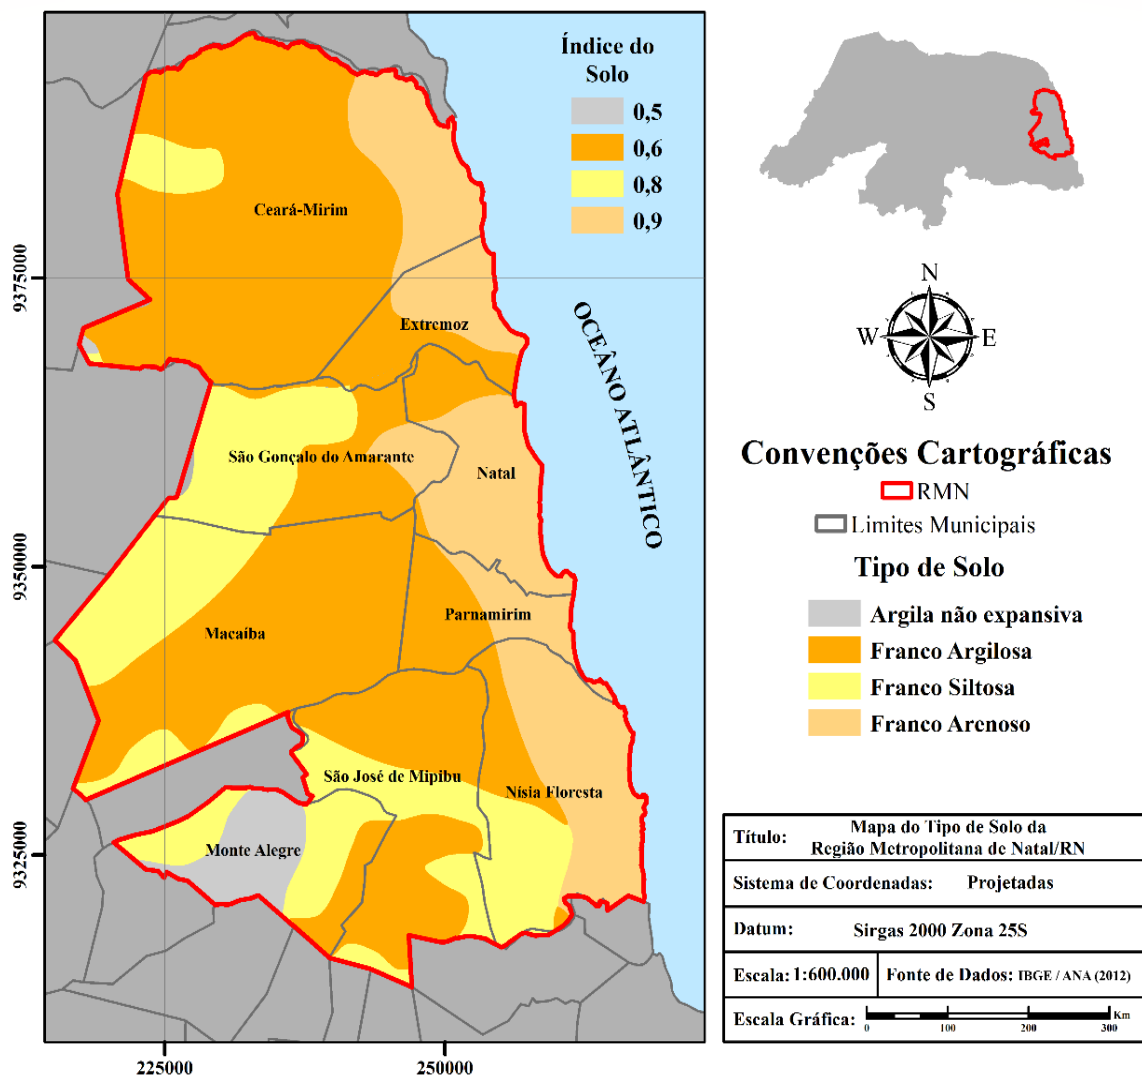 Índice do
Solo
0,5
0,6
0,8
0,9
Ceará-Mirim
Extremoz
São Gonçalo do Amarante
Natal
Parnamirim
Macaíba
São José de Mipibu
Nísia Floresta
Monte Alegre
OCEÂNO ATLÂNTICO
9375000
9350000
9325000
225000
250000
N
W
E
S
Convenções Cartográficas
RMN
Limites Municipais
Tipo de Solo
Argila não expansiva
Franco Argilosa
Franco Siltosa
Franco Arenoso
Título: Mapa do Tipo de Solo da
Região Metropolitana de Natal/RN
Sistema de Coordenadas: Projetadas
Datum: Sirgas 2000 Zona 25S
Escala: 1:600.000 Fonte de Dados: IBGE / ANA (2012)
Escala Gráfica: 0 100 200 300 Km